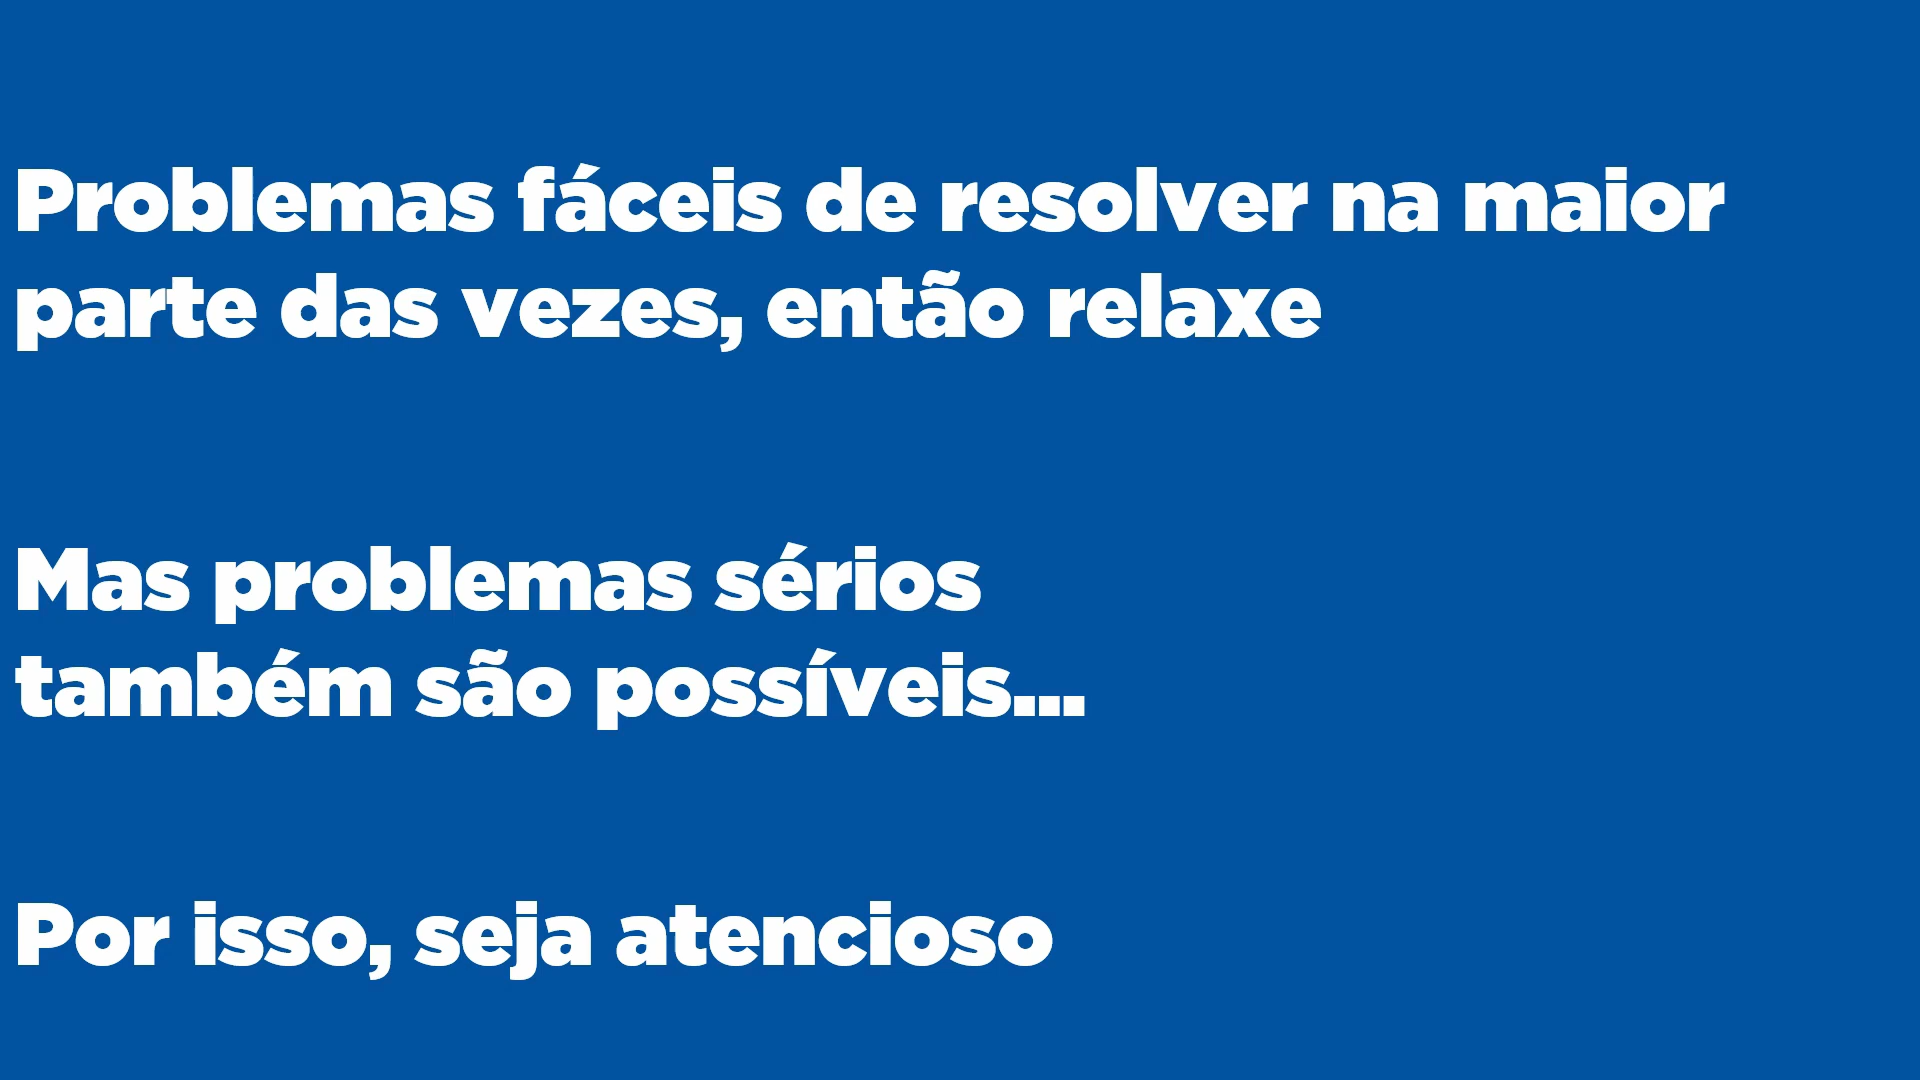 Problemas fáceis de resolver na maior
parte das vezes, então relaxe
Mas problemas sérios
também são possíveis...
Por isso, seja atencioso